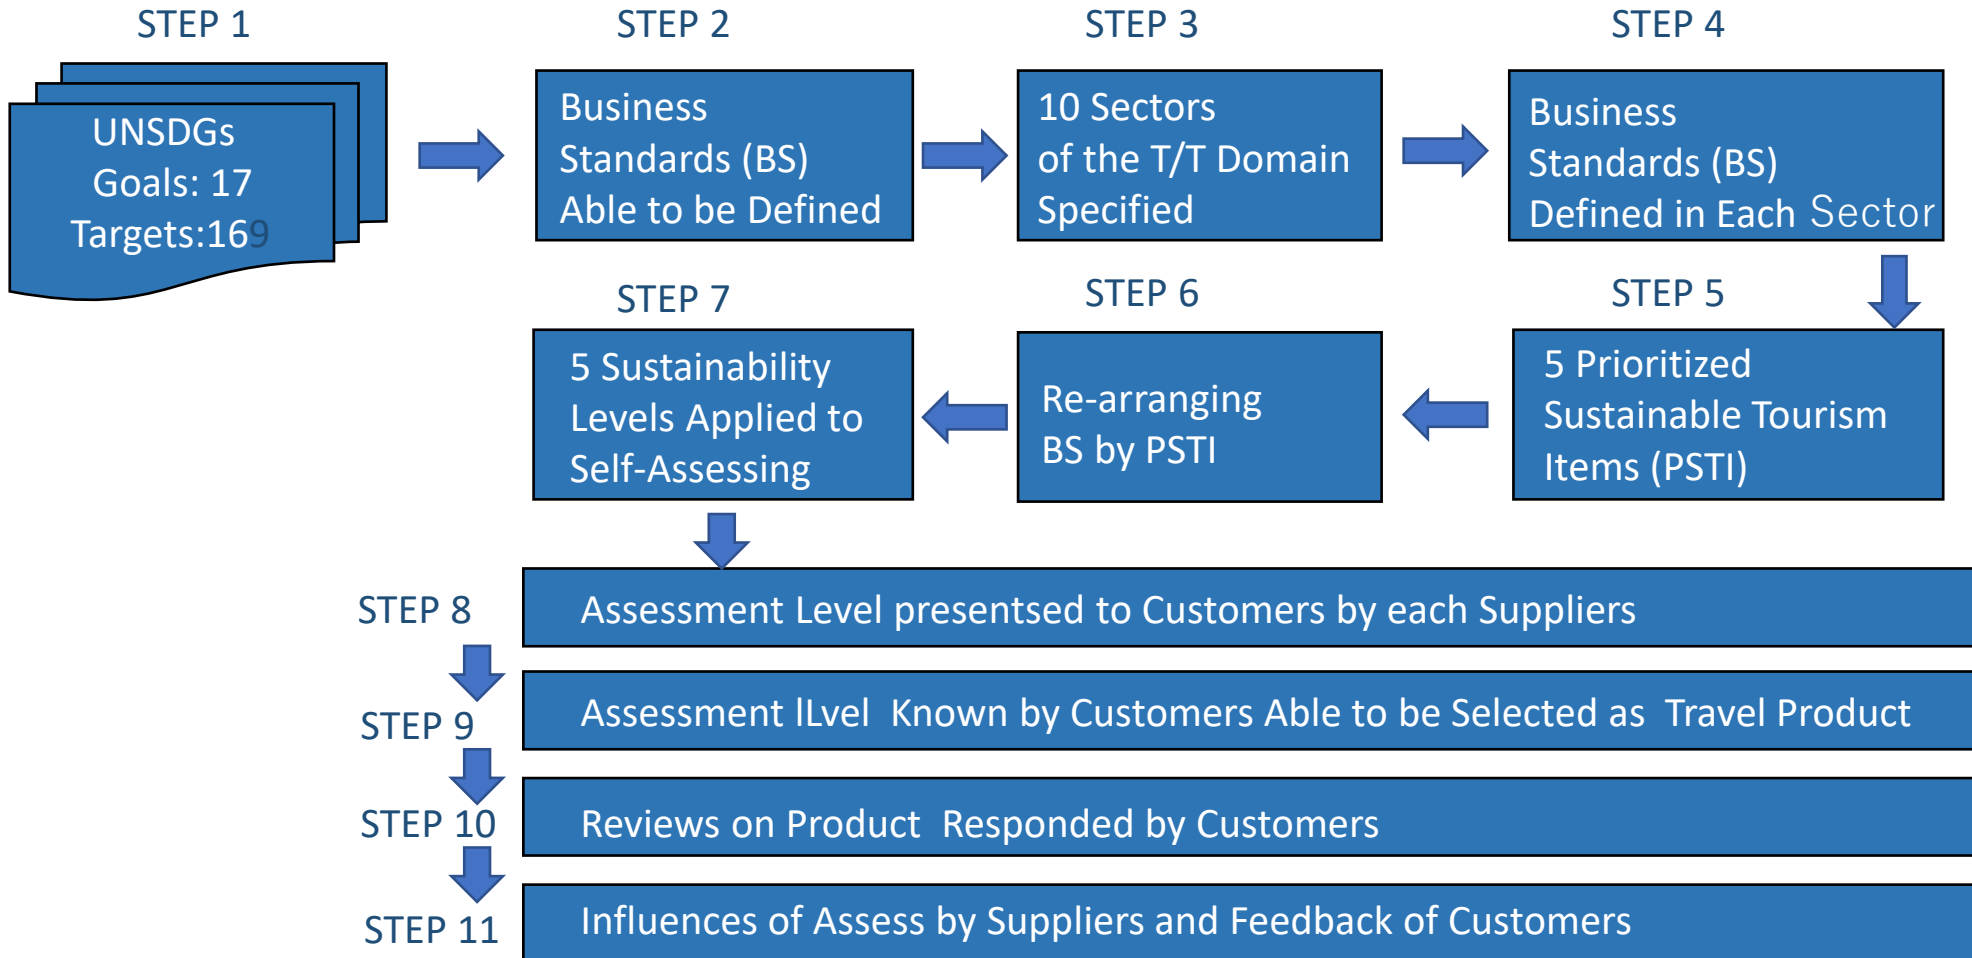 STEP 1
UNSDGs
Goals: 17
Targets:169
STEP 2
Business
Standards (BS)
Able to be Defined
STEP 3
10 Sectors
of the T/T Domain
Specified
STEP 4
Business
Standards (BS)
Defined in Each Sector
STEP 5
5 Prioritized
Sustainable Tourism
Items (PSTI)
STEP 6
Re-arranging
BS by PSTI
STEP 7
5 Sustainability
Levels Applied to
Self-Assessing
STEP 8
Assessment Level presentsed to Customers by each Suppliers
STEP 9
Assessment lLvel Known by Customers Able to be Selected as Travel Product
STEP 10
Reviews on Product Responded by Customers
STEP 11
Influences of Assess by Suppliers and Feedback of Customers